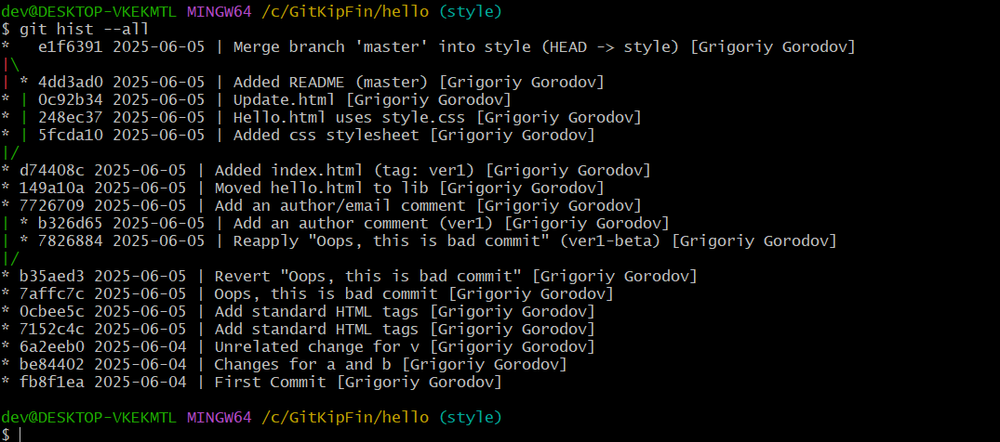 dev@DESKTOP-VKEKMTL MINGW64 /c/GitKipFin/hello (style)
$ git hist --all
*   e1f6391 2025-06-05 | Merge branch 'master' into style (HEAD -> style) [Grigoriy Gorodov]
|\
| * 4dd3ad0 2025-06-05 | Added README (master) [Grigoriy Gorodov]
* | 0c92b34 2025-06-05 | Update.html [Grigoriy Gorodov]
* | 248ec37 2025-06-05 | Hello.html uses style.css [Grigoriy Gorodov]
* | 5fcda10 2025-06-05 | Added css stylesheet [Grigoriy Gorodov]
|/
* d74408c 2025-06-05 | Added index.html (tag: ver1) [Grigoriy Gorodov]
* 149a10a 2025-06-05 | Moved hello.html to lib [Grigoriy Gorodov]
* 7726709 2025-06-05 | Add an author/email comment [Grigoriy Gorodov]
| * b326d65 2025-06-05 | Add an author comment (ver1) [Grigoriy Gorodov]
| * 7826884 2025-06-05 | Reapply "Oops, this is bad commit" (ver1-beta) [Grigoriy Gorodov]
|/
* b35aed3 2025-06-05 | Revert "Oops, this is bad commit" [Grigoriy Gorodov]
* 7affc7c 2025-06-05 | Oops, this is bad commit [Grigoriy Gorodov]
* 0cbee5c 2025-06-05 | Add standard HTML tags [Grigoriy Gorodov]
* 7152c4c 2025-06-05 | Add standard HTML tags [Grigoriy Gorodov]
* 6a2eeb0 2025-06-04 | Unrelated change for v [Grigoriy Gorodov]
* be84402 2025-06-04 | Changes for a and b [Grigoriy Gorodov]
* fb8f1ea 2025-06-04 | First Commit [Grigoriy Gorodov]
dev@DESKTOP-VKEKMTL MINGW64 /c/GitKipFin/hello (style)
$